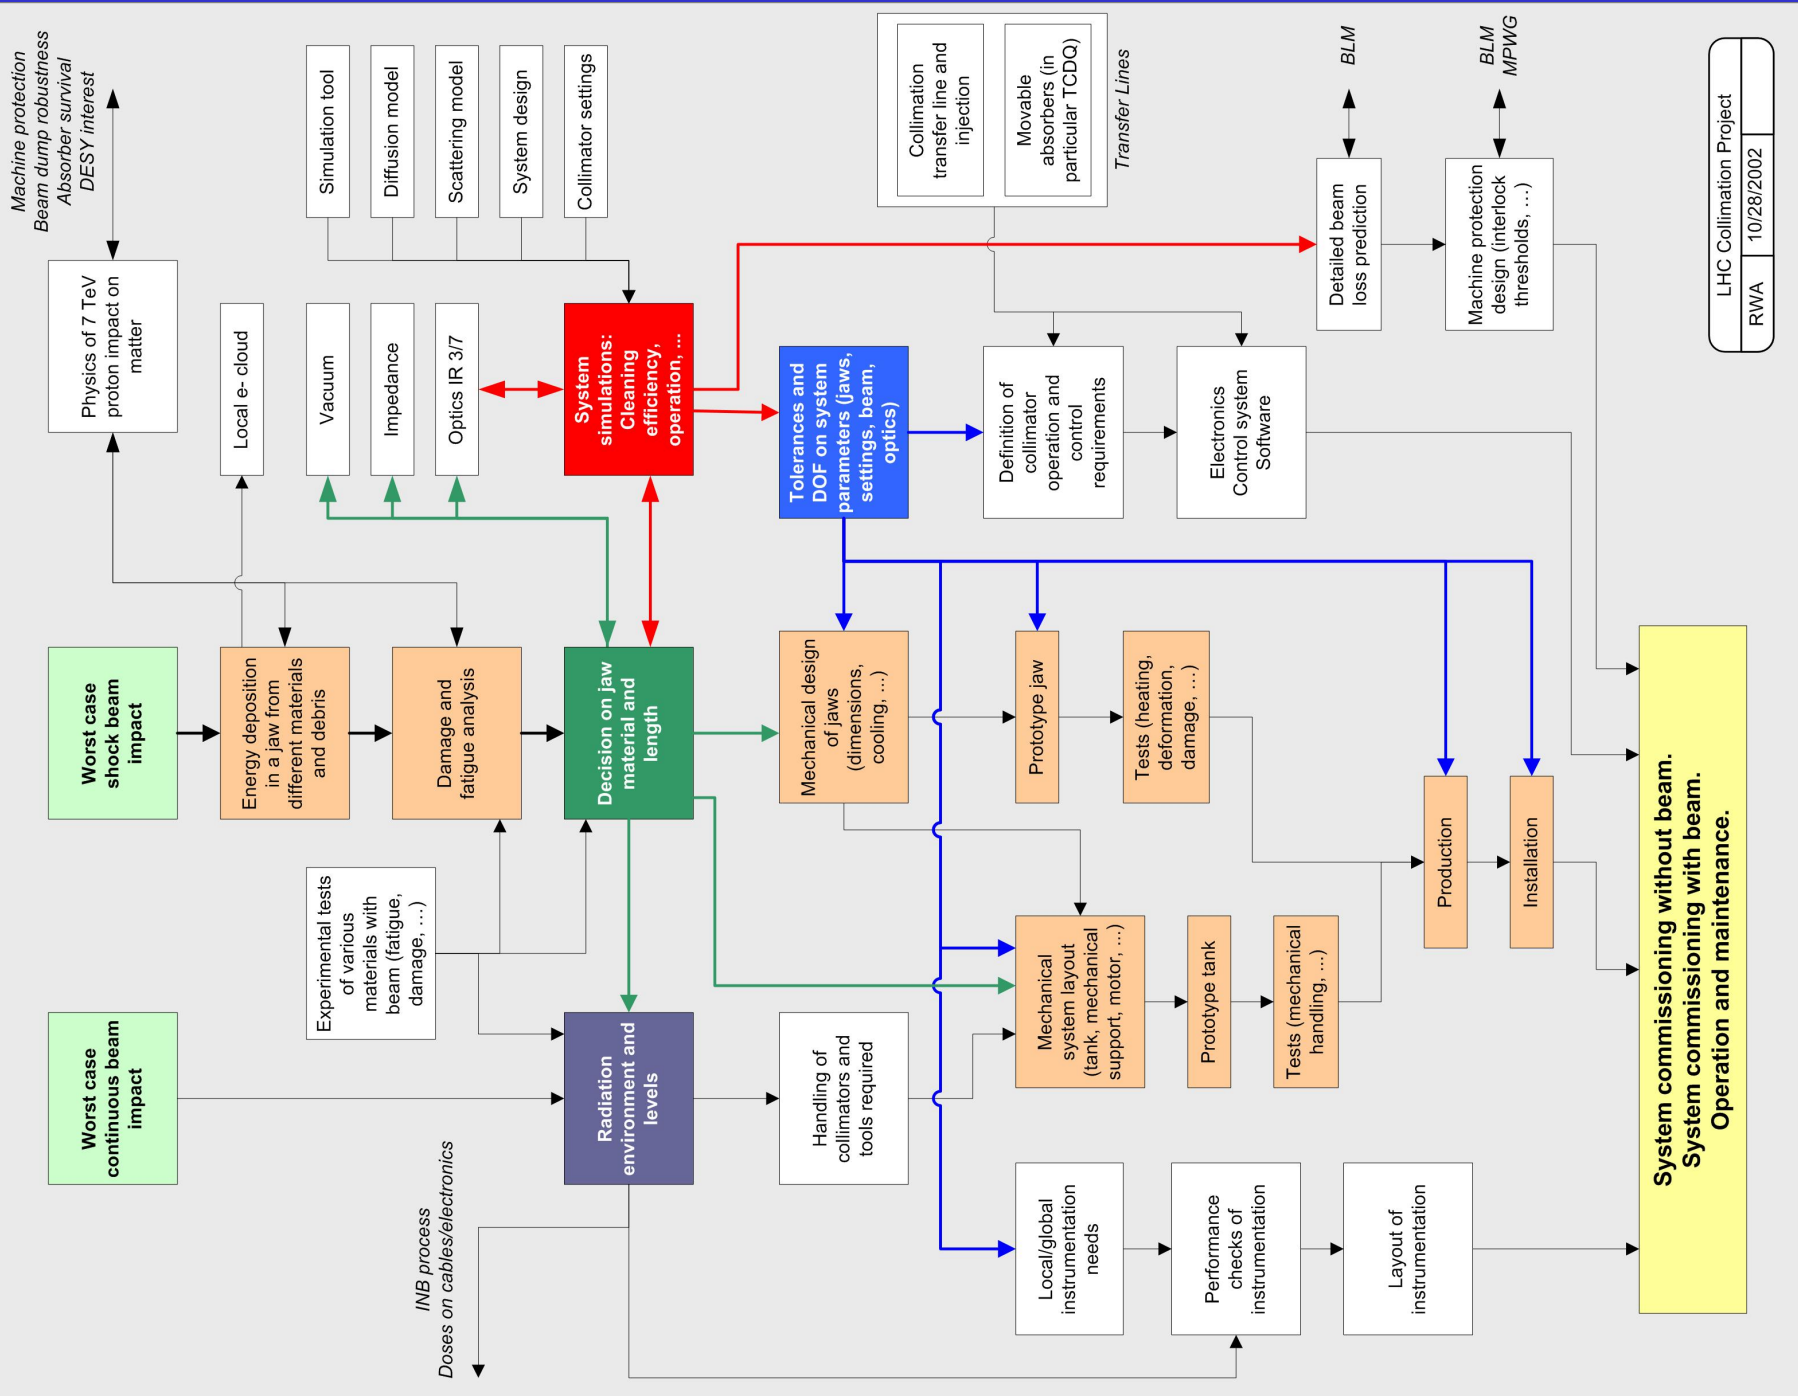 Worst case
continuous beam
impact
Worst case
shock beam
impact
Physics of 7 TeV
proton impact on
matter
Machine protection
Beam dump robustness
Absorber survival
DESY interest
Energy deposition
in a jaw from
different materials
and debris
Local e- cloud
Experimental tests
of various
materials with
beam (fatigue,
damage, …)
Damage and
fatigue analysis
Vacuum
Impedance
Optics IR 3/7
Simulation tool
Diffusion model
Scattering model
System design
Collimator settings
INB process
Doses on cables/electronics
Radiation
environment and
levels
Decision on jaw
material and
length
System
simulations:
Cleaning
efficiency,
operation, ...
Handling of
collimators and
tools required
Mechanical design
of jaws
(dimensions,
cooling, ...)
Tolerances and
DOF on system
parameters (jaws,
settings, beam,
optics)
Collimation
transfer line and
injection
Movable
absorbers (in
particular TCDQ)
Transfer Lines
Local/global
instrumentation
needs
Mechanical
system layout
(tank, mechanical
support, motor, ...)
Prototype jaw
Definition of
collimator
operation and
control
requirements
Performance
checks of
instrumentation
Prototype tank
Tests (heating,
deformation,
damage, ...)
Electronics
Control system
Software
Layout of
instrumentation
Tests (mechanical
handling, ...)
Detailed beam
loss prediction
BLM
Production
Machine protection
design (interlock
thresholds, …)
BLM
MPWG
Installation
System commissioning without beam.
System commissioning with beam.
Operation and maintenance.
LHC Collimation Project
RWA
10/28/2002